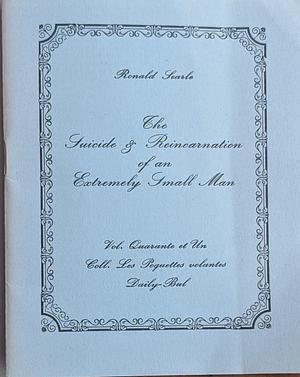 Ronald Searle
The
Suicide & Reincarnation
of an
Extremely Small Man
Vol. Quarante et Un
Coll. Les Poquettes volantes
Daily-Bul